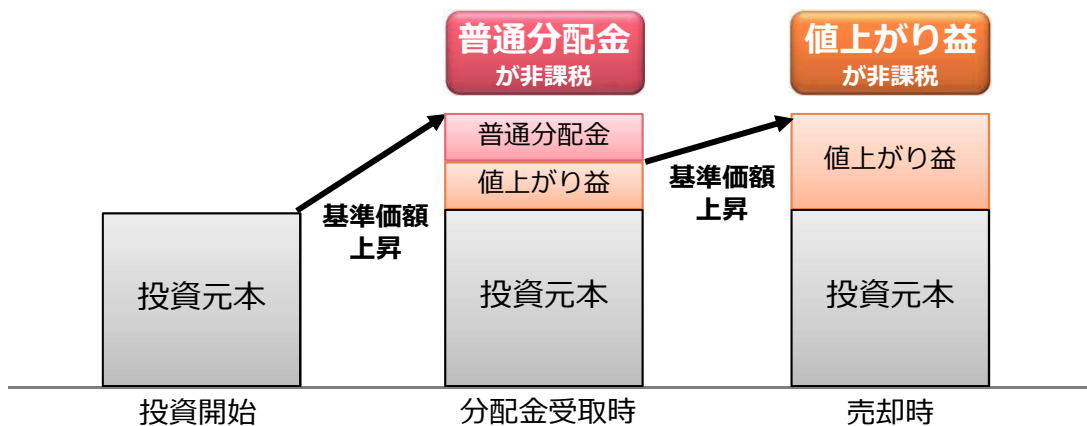 普通分配金
が非課税
値上がり益
が非課税
普通分配金
値上がり益
値上がり益
基準価額
上昇
基準価額
上昇
投資元本
投資元本
投資元本
投資開始
分配金受取時
売却時